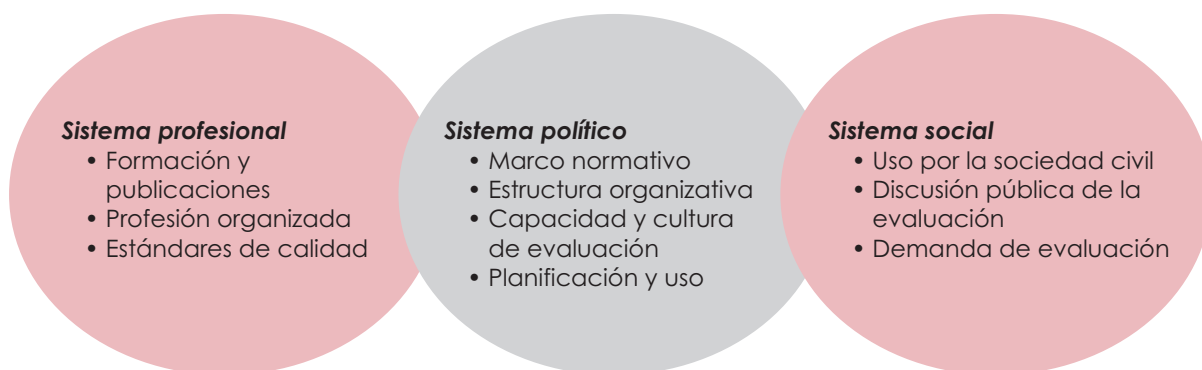 Sistema profesional
• Formación y
publicaciones
• Profesión organizada
• Estándares de calidad
Sistema político
• Marco normativo
• Estructura organizativa
• Capacidad y cultura
de evaluación
• Planificación y uso
Sistema social
• Uso por la sociedad civil
• Discusión pública de la
evaluación
• Demanda de evaluación